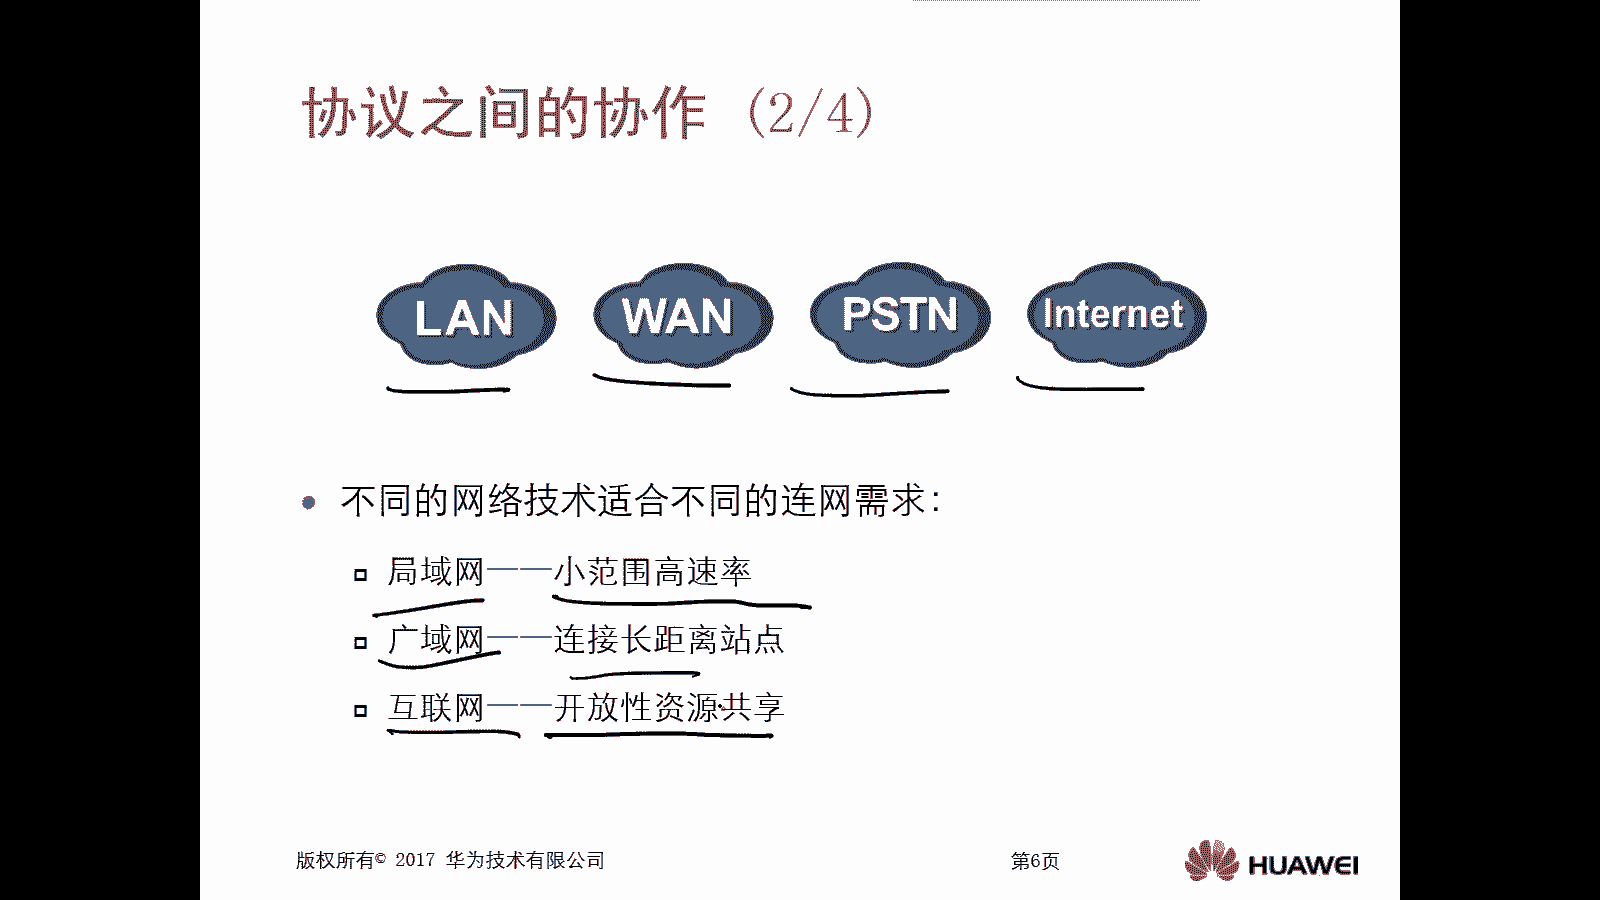 协议之间的协作 (2/4)
LAN WAN PSTN Internet
不同的网络技术适合不同的连网需求:
局域网——小范围高速率
广域网——连接长距离站点
互联网——开放性资源共享
版权所有© 2017 华为技术有限公司 第6页 HUAWEI